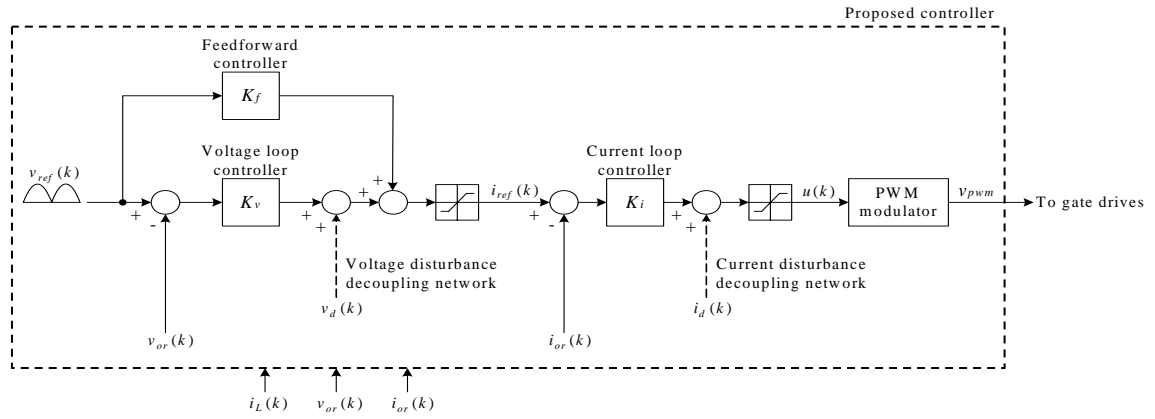 Proposed controller
Feedforward
controller
K_f
v_ref(k)
Voltage loop
controller
K_v
+
-
+
+
+
+
i_ref(k)
Current loop
controller
K_i
+
-
+
+
u(k)
PWM
modulator
v_pwm
To gate drives
Voltage disturbance
decoupling network
Current disturbance
decoupling network
v_d(k)
i_d(k)
v_or(k)
i_or(k)
i_L(k)
v_or(k)
i_or(k)